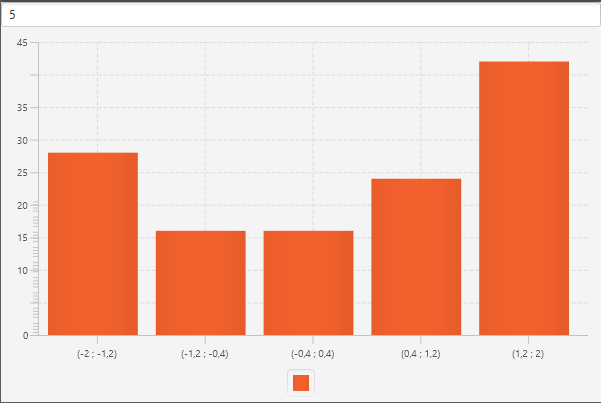 5
45
35
30
25
20
15
10
0
(-2 ; -1,2)
(-1,2 ; -0,4)
(-0,4 ; 0,4)
(0,4 ; 1,2)
(1,2 ; 2)